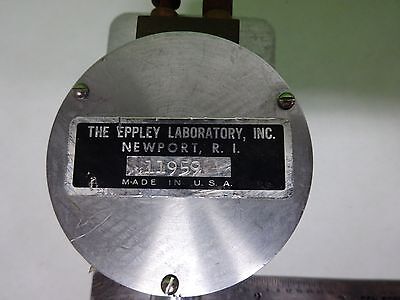 THE EPPLEY LABORATORY, INC.
NEWPORT, R. I.
11959
MADE IN U.S.A.